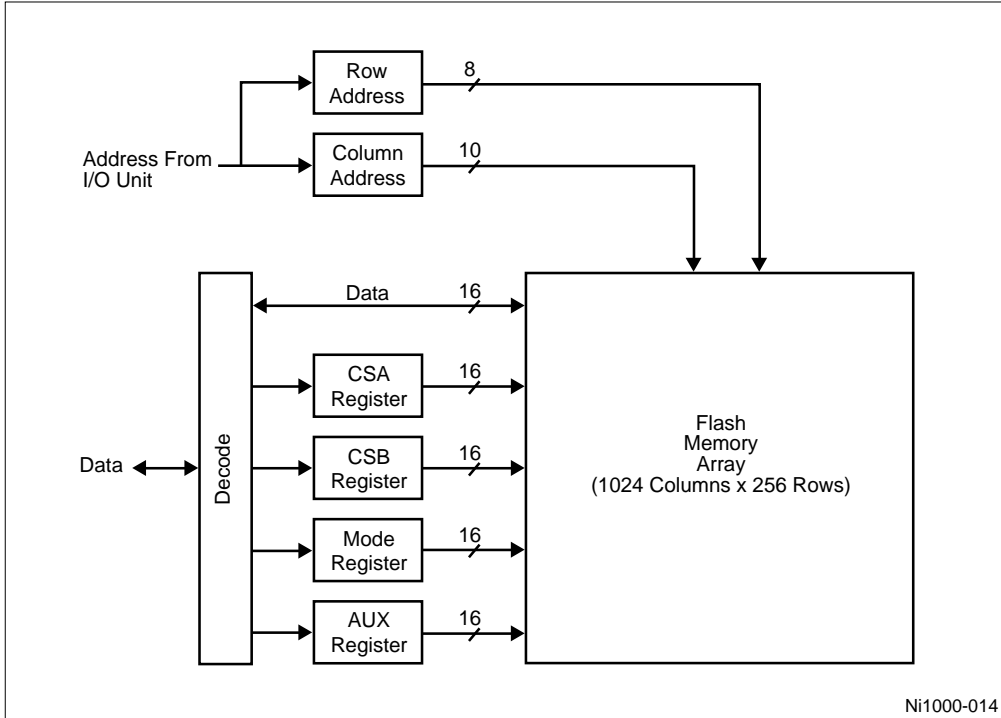 Row
Address
8
Address From
I/O Unit
Column
Address
10
Data
16
CSA
Register
16
Data
Decode
CSB
Register
16
Mode
Register
16
AUX
Register
16
Flash
Memory
Array
(1024 Columns x 256 Rows)
Ni1000-014